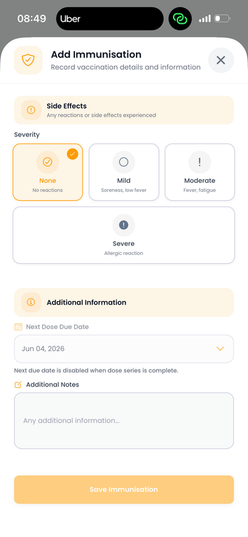 08:49
Uber
Add Immunisation
Record vaccination details and information
Side Effects
Any reactions or side effects experienced
Severity
None
No reactions
Mild
Soreness, low fever
Moderate
Fever, fatigue
Severe
Allergic reaction
Additional Information
Next Dose Due Date
Jun 04, 2026
Next due date is disabled when dose series is complete.
Additional Notes
Any additional information...
Save Immunisation